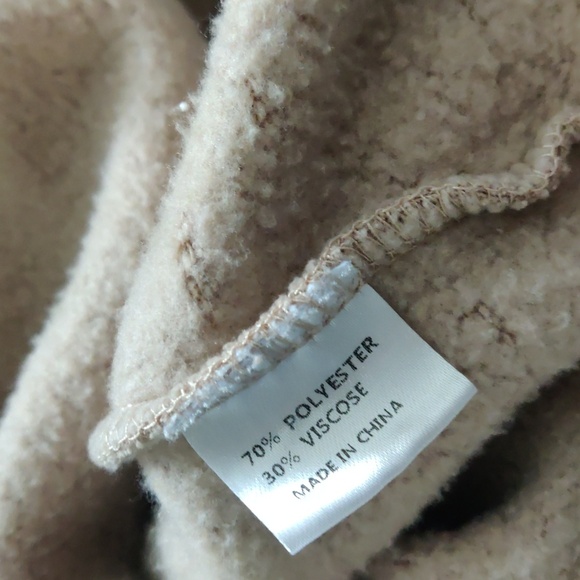 70% POLYESTER
30% VISCOSE
MADE IN CHINA